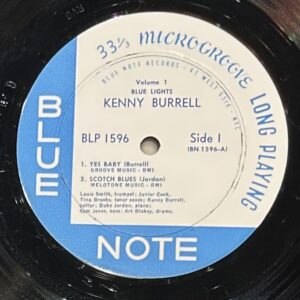 33⅓ MICROGROOVE LONG PLAYING
BLUE NOTE RECORDS · 47 WEST 63rd · NYC
Volume 1
BLUE LIGHTS
KENNY BURRELL
BLP 1596
Side 1
(BN 1596-A)
1. YES BABY (Burrell)
GROOVE MUSIC - BMI
2. SCOTCH BLUES (Jordan)
MELOTONE MUSIC - BMI
Louis Smith, trumpet; Junior Cook,
Tina Brooks, tenor saxes; Kenny Burrell,
guitar; Duke Jordan, piano;
Sam Jones, bass; Art Blakey, drums.
BLUE
NOTE